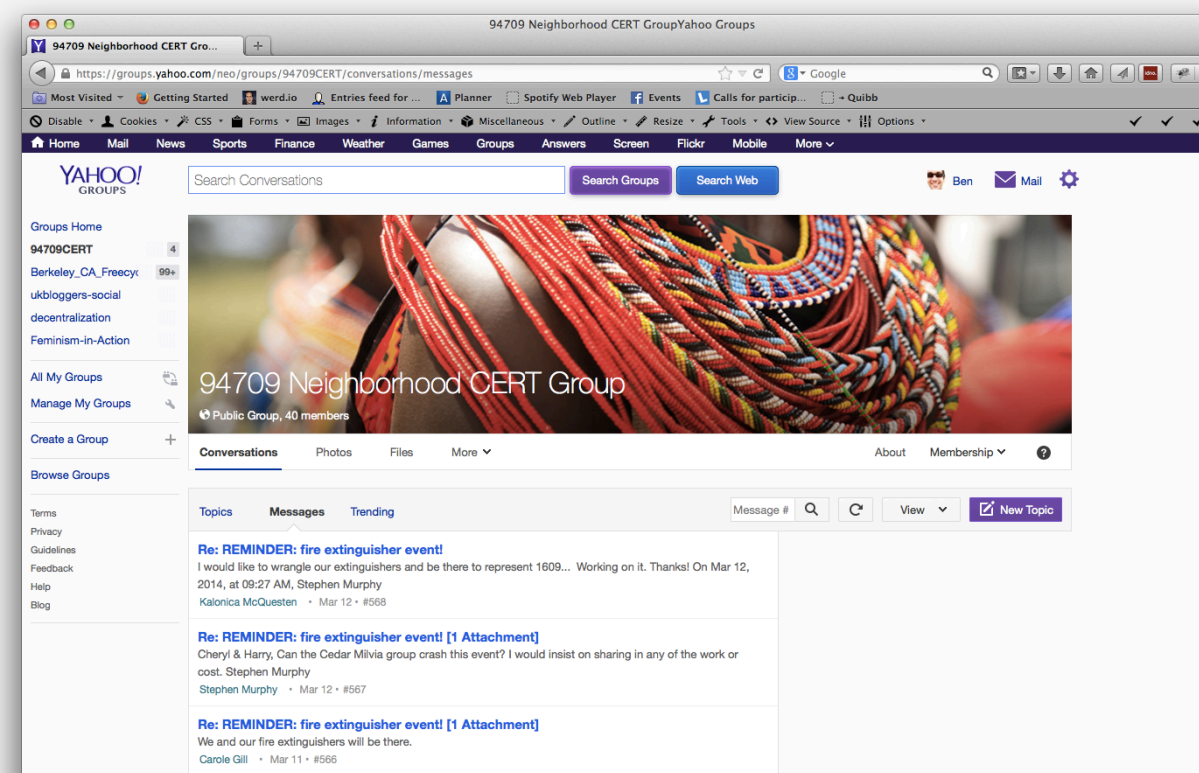 94709 Neighborhood CERT GroupYahoo Groups
94709 Neighborhood CERT Gro...
https://groups.yahoo.com/neo/groups/94709CERT/conversations/messages
Google
Most Visited Getting Started werd.io Entries feed for ... Planner Spotify Web Player Events Calls for particip... Quibb
Disable Cookies CSS Forms Images Information Miscellaneous Outline Resize Tools View Source Options
Home Mail News Sports Finance Weather Games Groups Answers Screen Flickr Mobile More
YAHOO!
GROUPS
Search Conversations
Search Groups
Search Web
Ben
Mail
Groups Home
94709CERT 4
Berkeley_CA_Freecyc 99+
ukbloggers-social
decentralization
Feminism-in-Action
All My Groups
Manage My Groups
Create a Group +
Browse Groups
Terms
Privacy
Guidelines
Feedback
Help
Blog
94709 Neighborhood CERT Group
Public Group, 40 members
Conversations Photos Files More About Membership ?
Topics Messages Trending Message # View New Topic
Re: REMINDER: fire extinguisher event!
I would like to wrangle our extinguishers and be there to represent 1609... Working on it. Thanks! On Mar 12,
2014, at 09:27 AM, Stephen Murphy
Kalonica McQuesten • Mar 12 • #568
Re: REMINDER: fire extinguisher event! [1 Attachment]
Cheryl & Harry, Can the Cedar Milvia group crash this event? I would insist on sharing in any of the work or
cost. Stephen Murphy
Stephen Murphy • Mar 12 • #567
Re: REMINDER: fire extinguisher event! [1 Attachment]
We and our fire extinguishers will be there.
Carole Gill • Mar 11 • #566